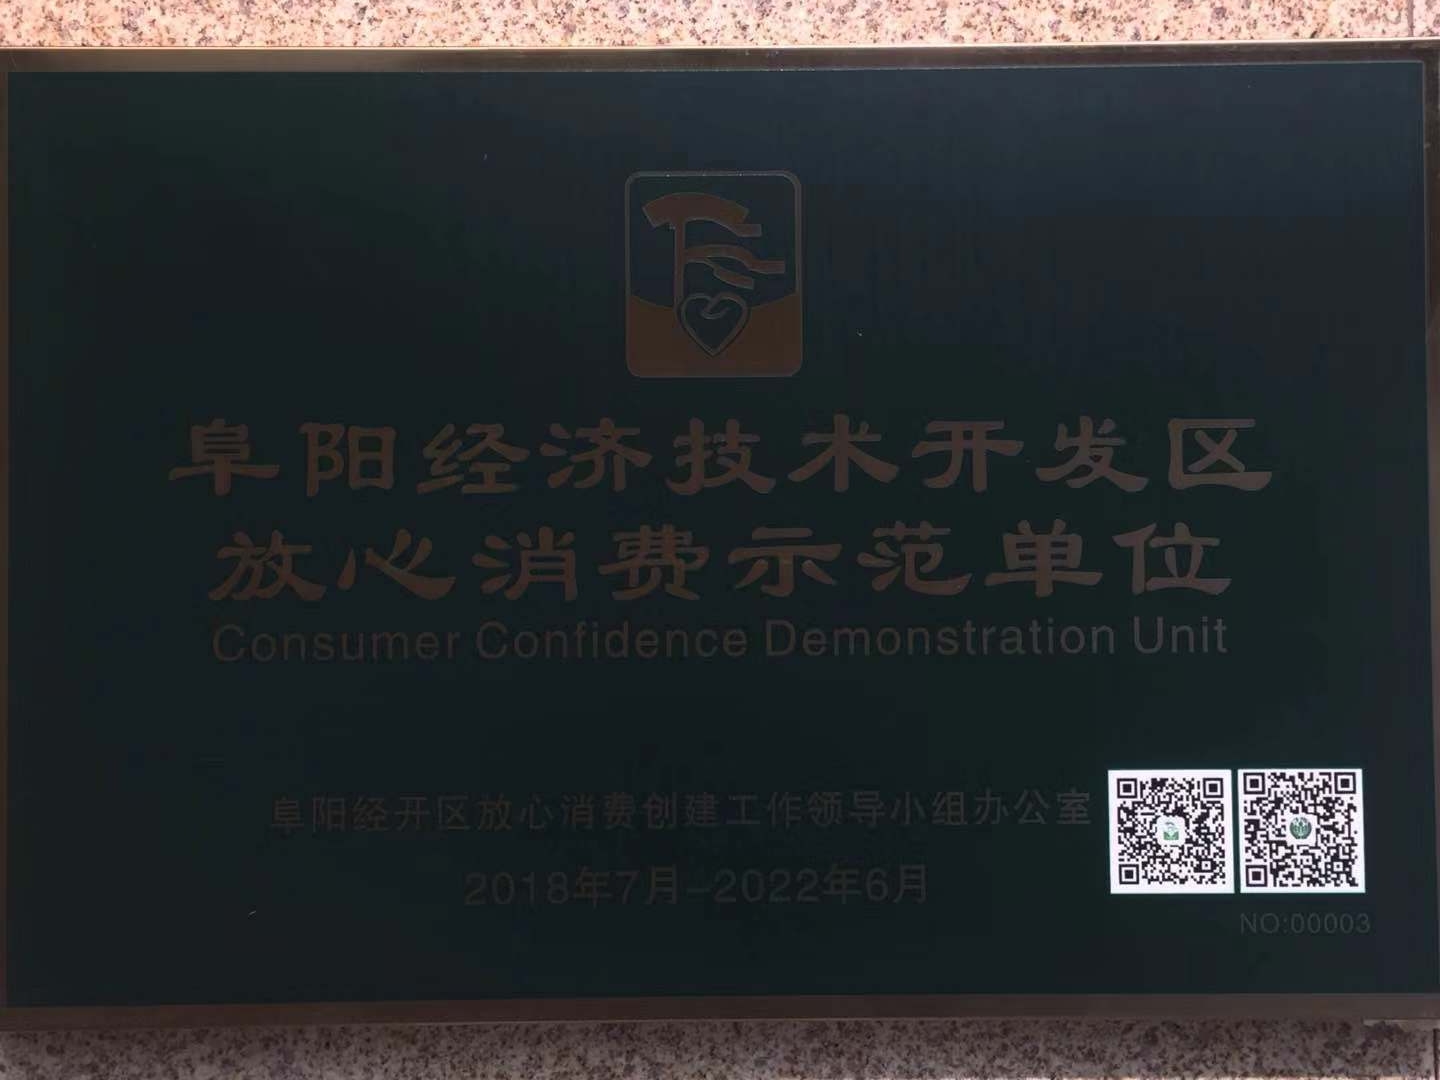 阜阳经济技术开发区
放心消费示范单位
Consumer Confidence Demonstration Unit
阜阳经开区放心消费创建工作领导小组办公室
2018年7月–2022年6月
NO:00003